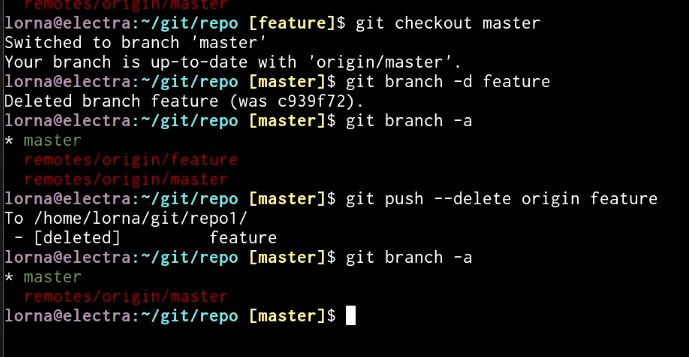 remotes/origin/master
lorna@electra:~/git/repo [feature]$ git checkout master
Switched to branch 'master'
Your branch is up-to-date with 'origin/master'.
lorna@electra:~/git/repo [master]$ git branch -d feature
Deleted branch feature (was c939f72).
lorna@electra:~/git/repo [master]$ git branch -a
* master
  remotes/origin/feature
  remotes/origin/master
lorna@electra:~/git/repo [master]$ git push --delete origin feature
To /home/lorna/git/repo1/
 - [deleted]         feature
lorna@electra:~/git/repo [master]$ git branch -a
* master
  remotes/origin/master
lorna@electra:~/git/repo [master]$